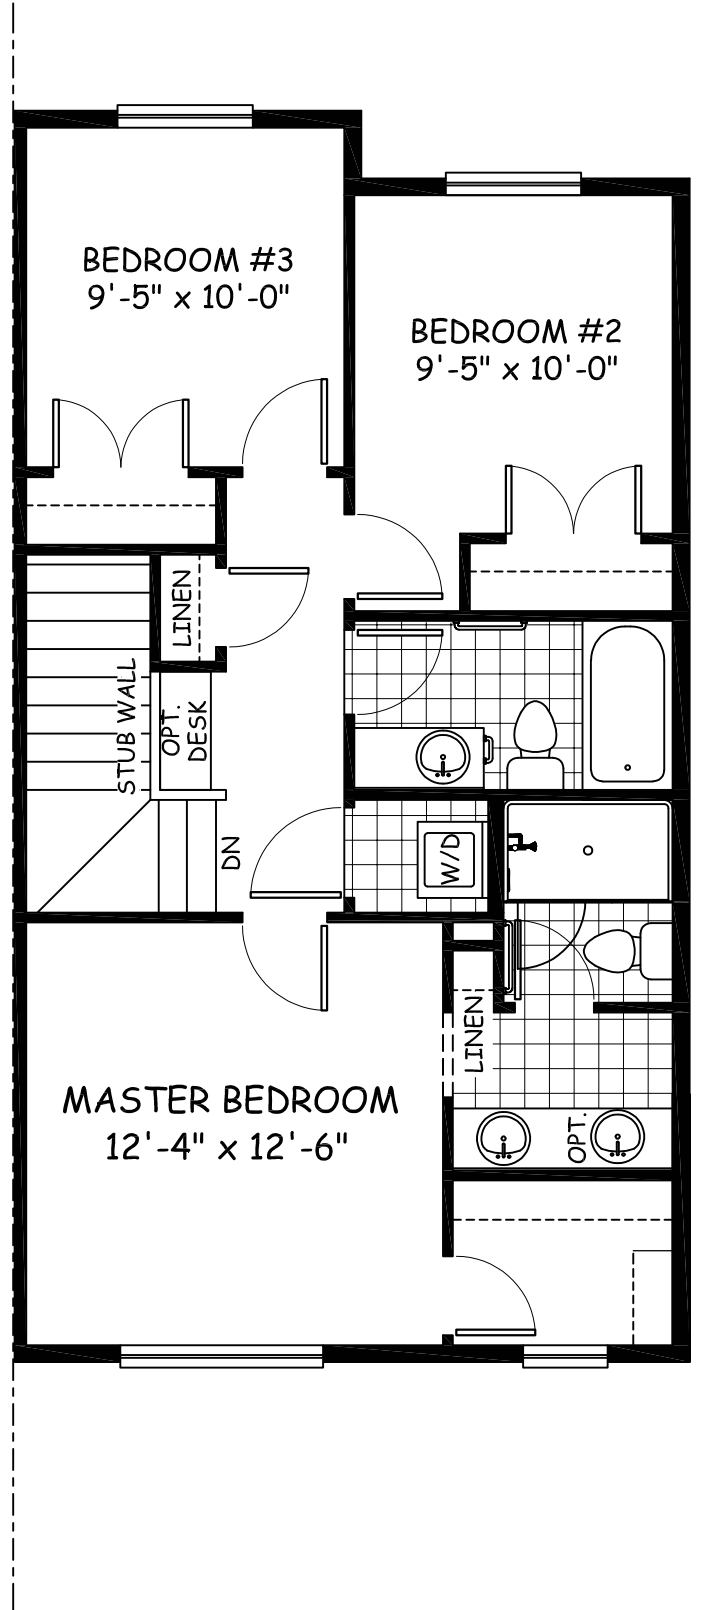 BEDROOM #3
9'-5" x 10'-0"
BEDROOM #2
9'-5" x 10'-0"
LINEN
STUB WALL
OPT.
DESK
DN
W/D
LINEN
MASTER BEDROOM
12'-4" x 12'-6"
OPT.